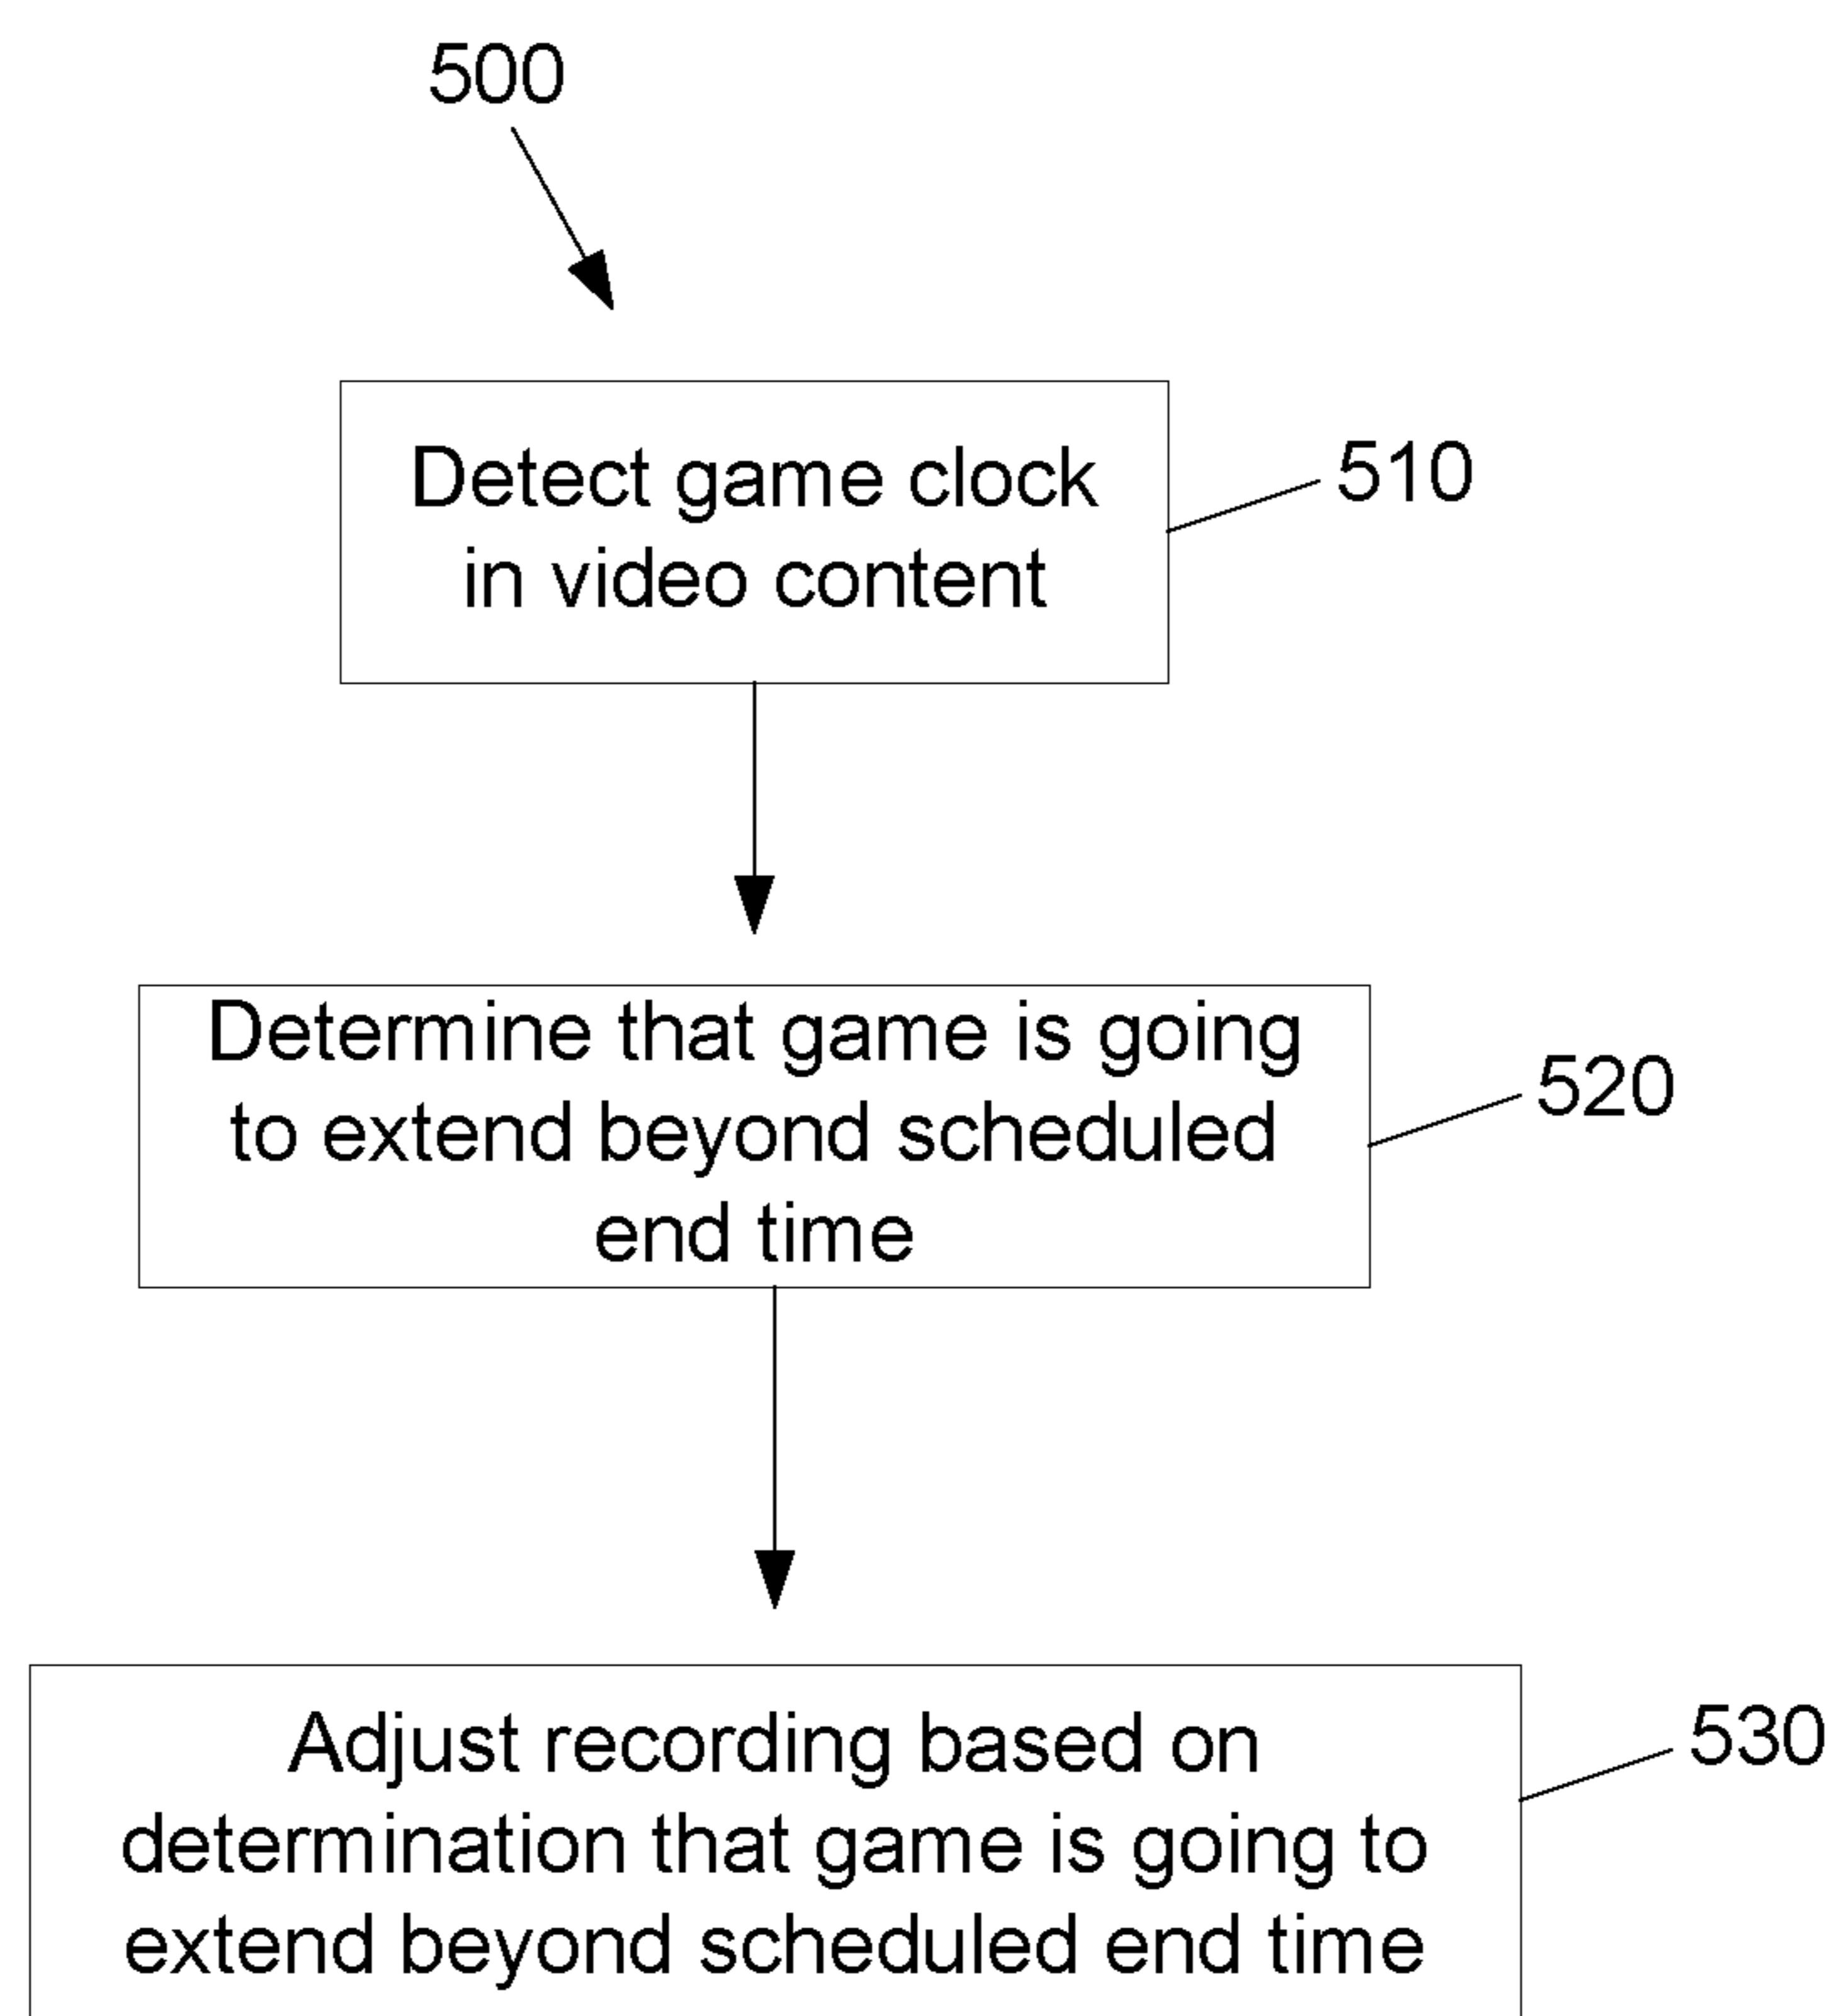 500
Detect game clock
in video content
510
Determine that game is going
to extend beyond scheduled
end time
520
Adjust recording based on
determination that game is going to
extend beyond scheduled end time
530